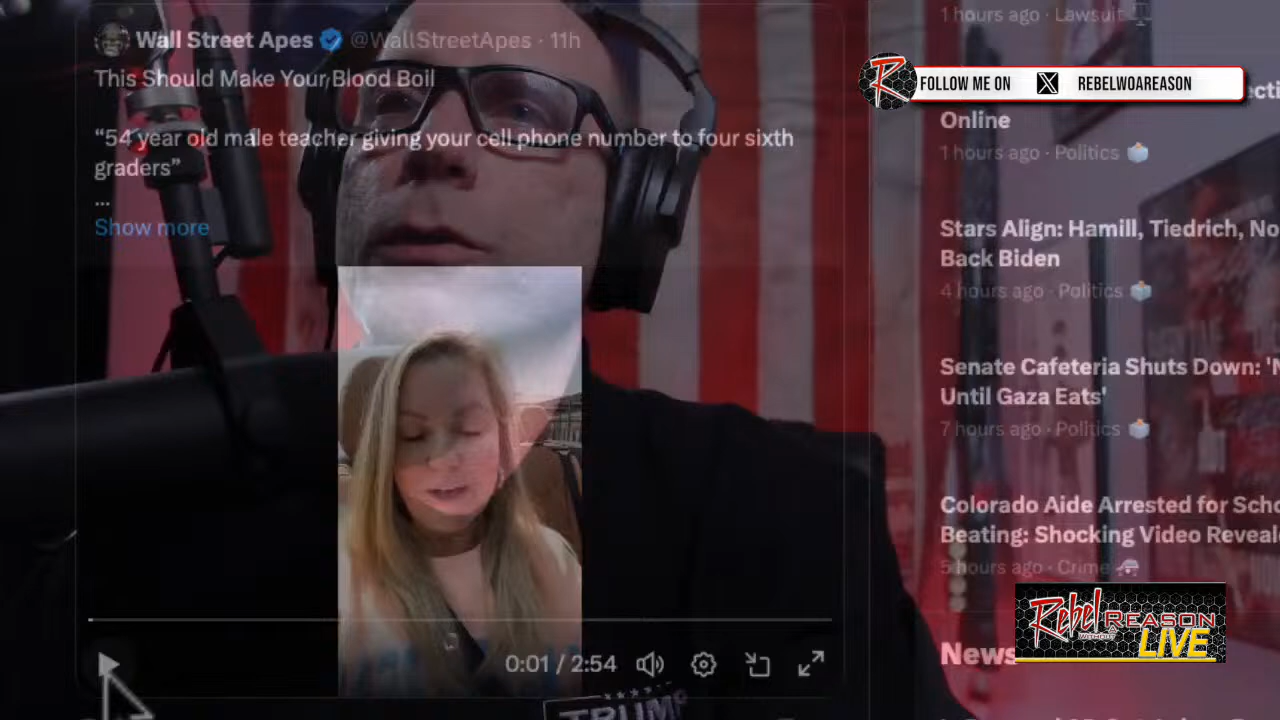 Wall Street Apes @WallStreetApes · 11h
This Should Make Your Blood Boil
“54 year old male teacher giving your cell phone number to four sixth
graders”
...
Show more
0:01 / 2:54
TRUMP
1 hours ago · Lawsuit
FOLLOW ME ON X REBELWOAREASON
Online
1 hours ago · Politics
Stars Align: Hamill, Tiedrich,
Back Biden
4 hours ago · Politics
Senate Cafeteria Shuts Down:
Until Gaza Eats'
7 hours ago · Politics
Colorado Aide Arrested for
Beating: Shocking Video
5 hours ago · Crime
Rebel WITHOUT REASON
LIVE
News